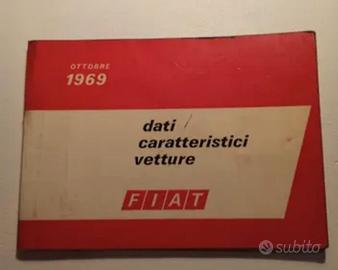 OTTOBRE
1969
dati
caratteristici
vetture
FIAT
subito